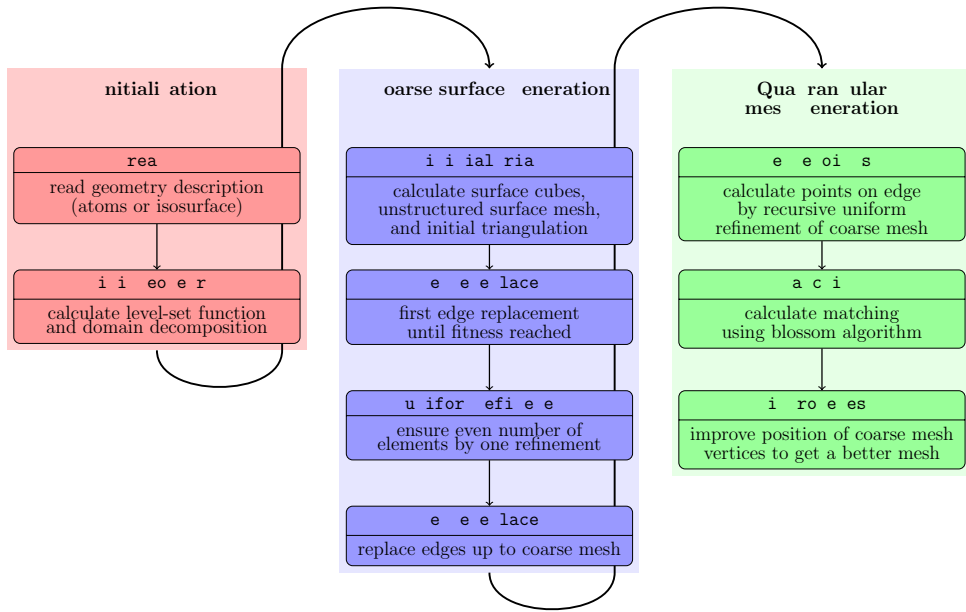 nitiali ation
rea
read geometry description
(atoms or isosurface)
i i eo e r
calculate level-set function
and domain decomposition
oarse surface eneration
i i ial ria
calculate surface cubes,
unstructured surface mesh,
and initial triangulation
e e e lace
first edge replacement
until fitness reached
u ifor efi e e
ensure even number of
elements by one refinement
e e e lace
replace edges up to coarse mesh
Qua ran ular
mes eneration
e e oi s
calculate points on edge
by recursive uniform
refinement of coarse mesh
a c i
calculate matching
using blossom algorithm
i ro e es
improve position of coarse mesh
vertices to get a better mesh